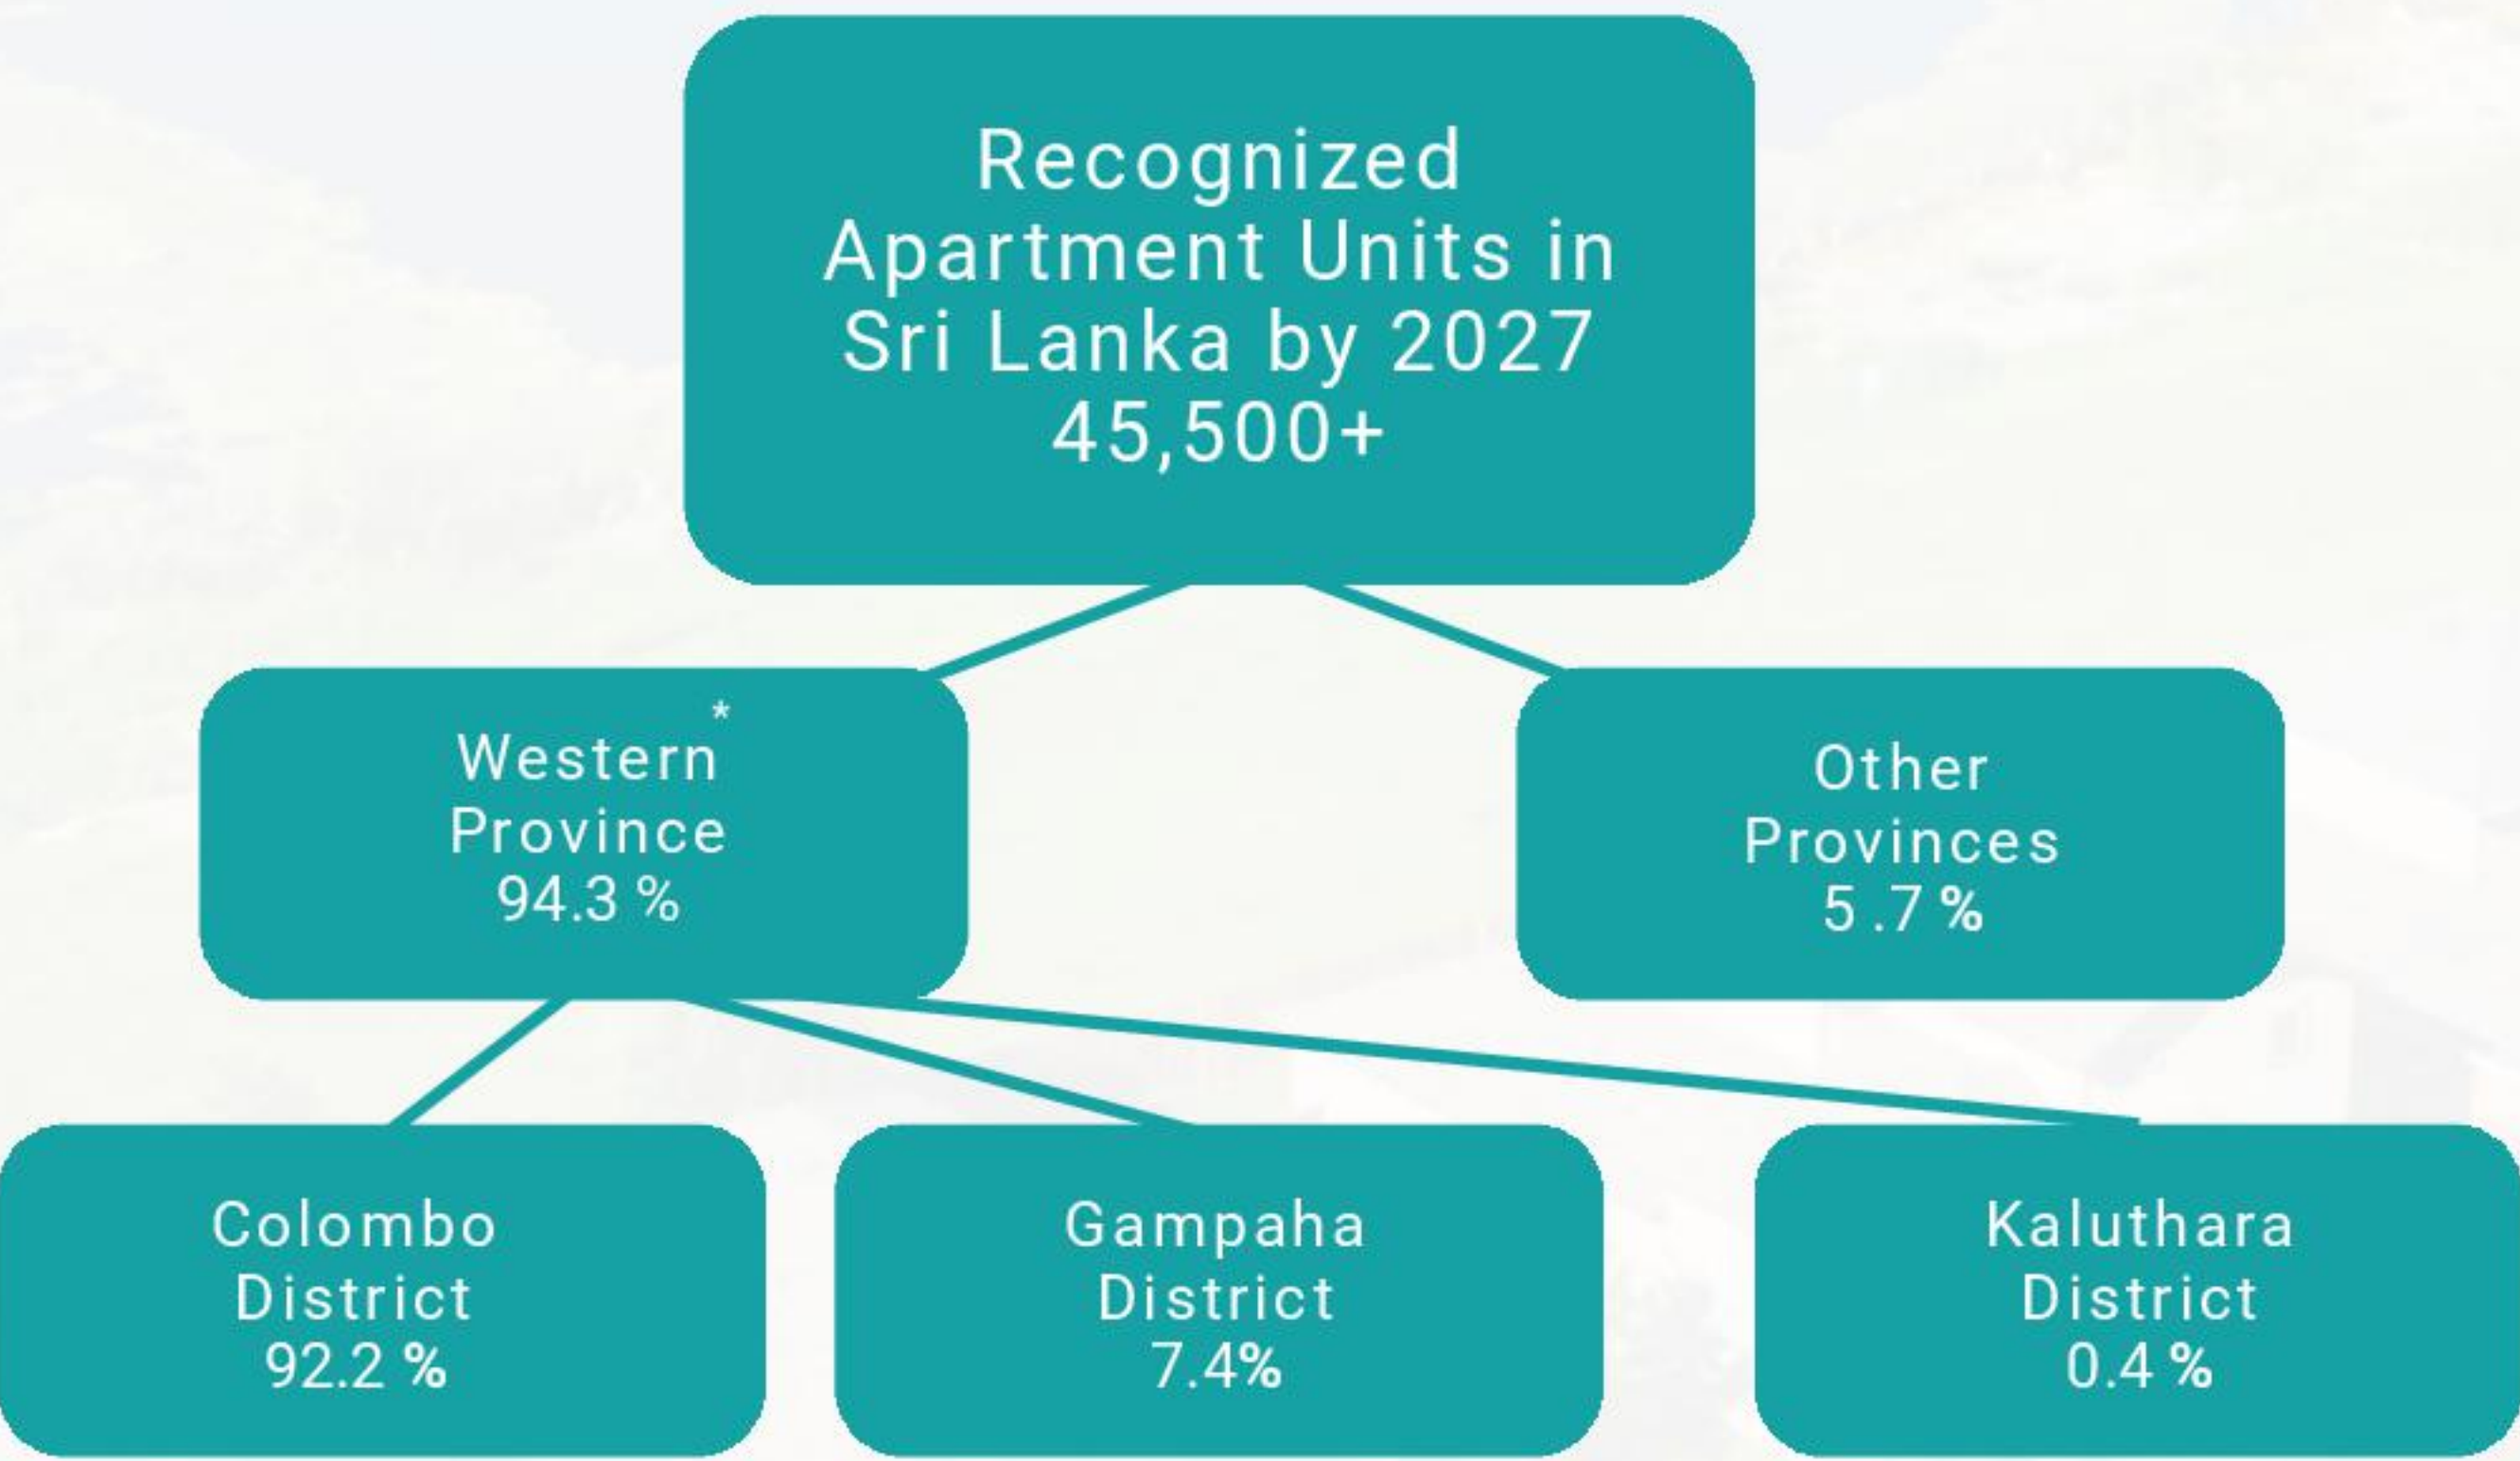 Recognized
Apartment Units in
Sri Lanka by 2027
45,500+
*
Western
Province
94.3 %
Other
Provinces
5 .7 %
Colombo
District
92.2 %
Gampaha
District
7.4%
Kaluthara
District
0.4 %